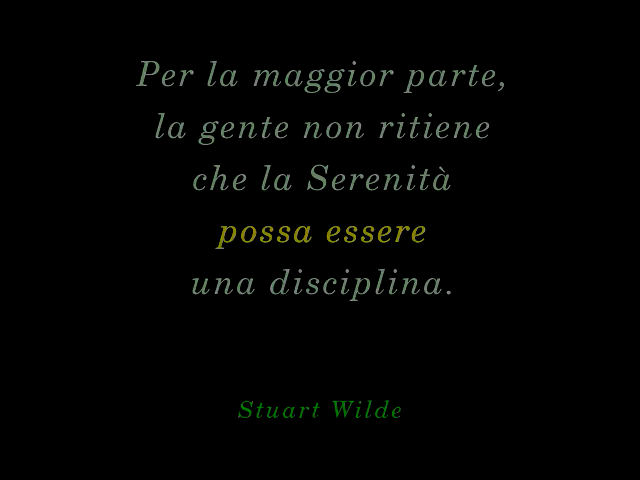 Per la maggior parte,
la gente non ritiene
che la Serenità
possa essere
una disciplina.
Stuart Wilde